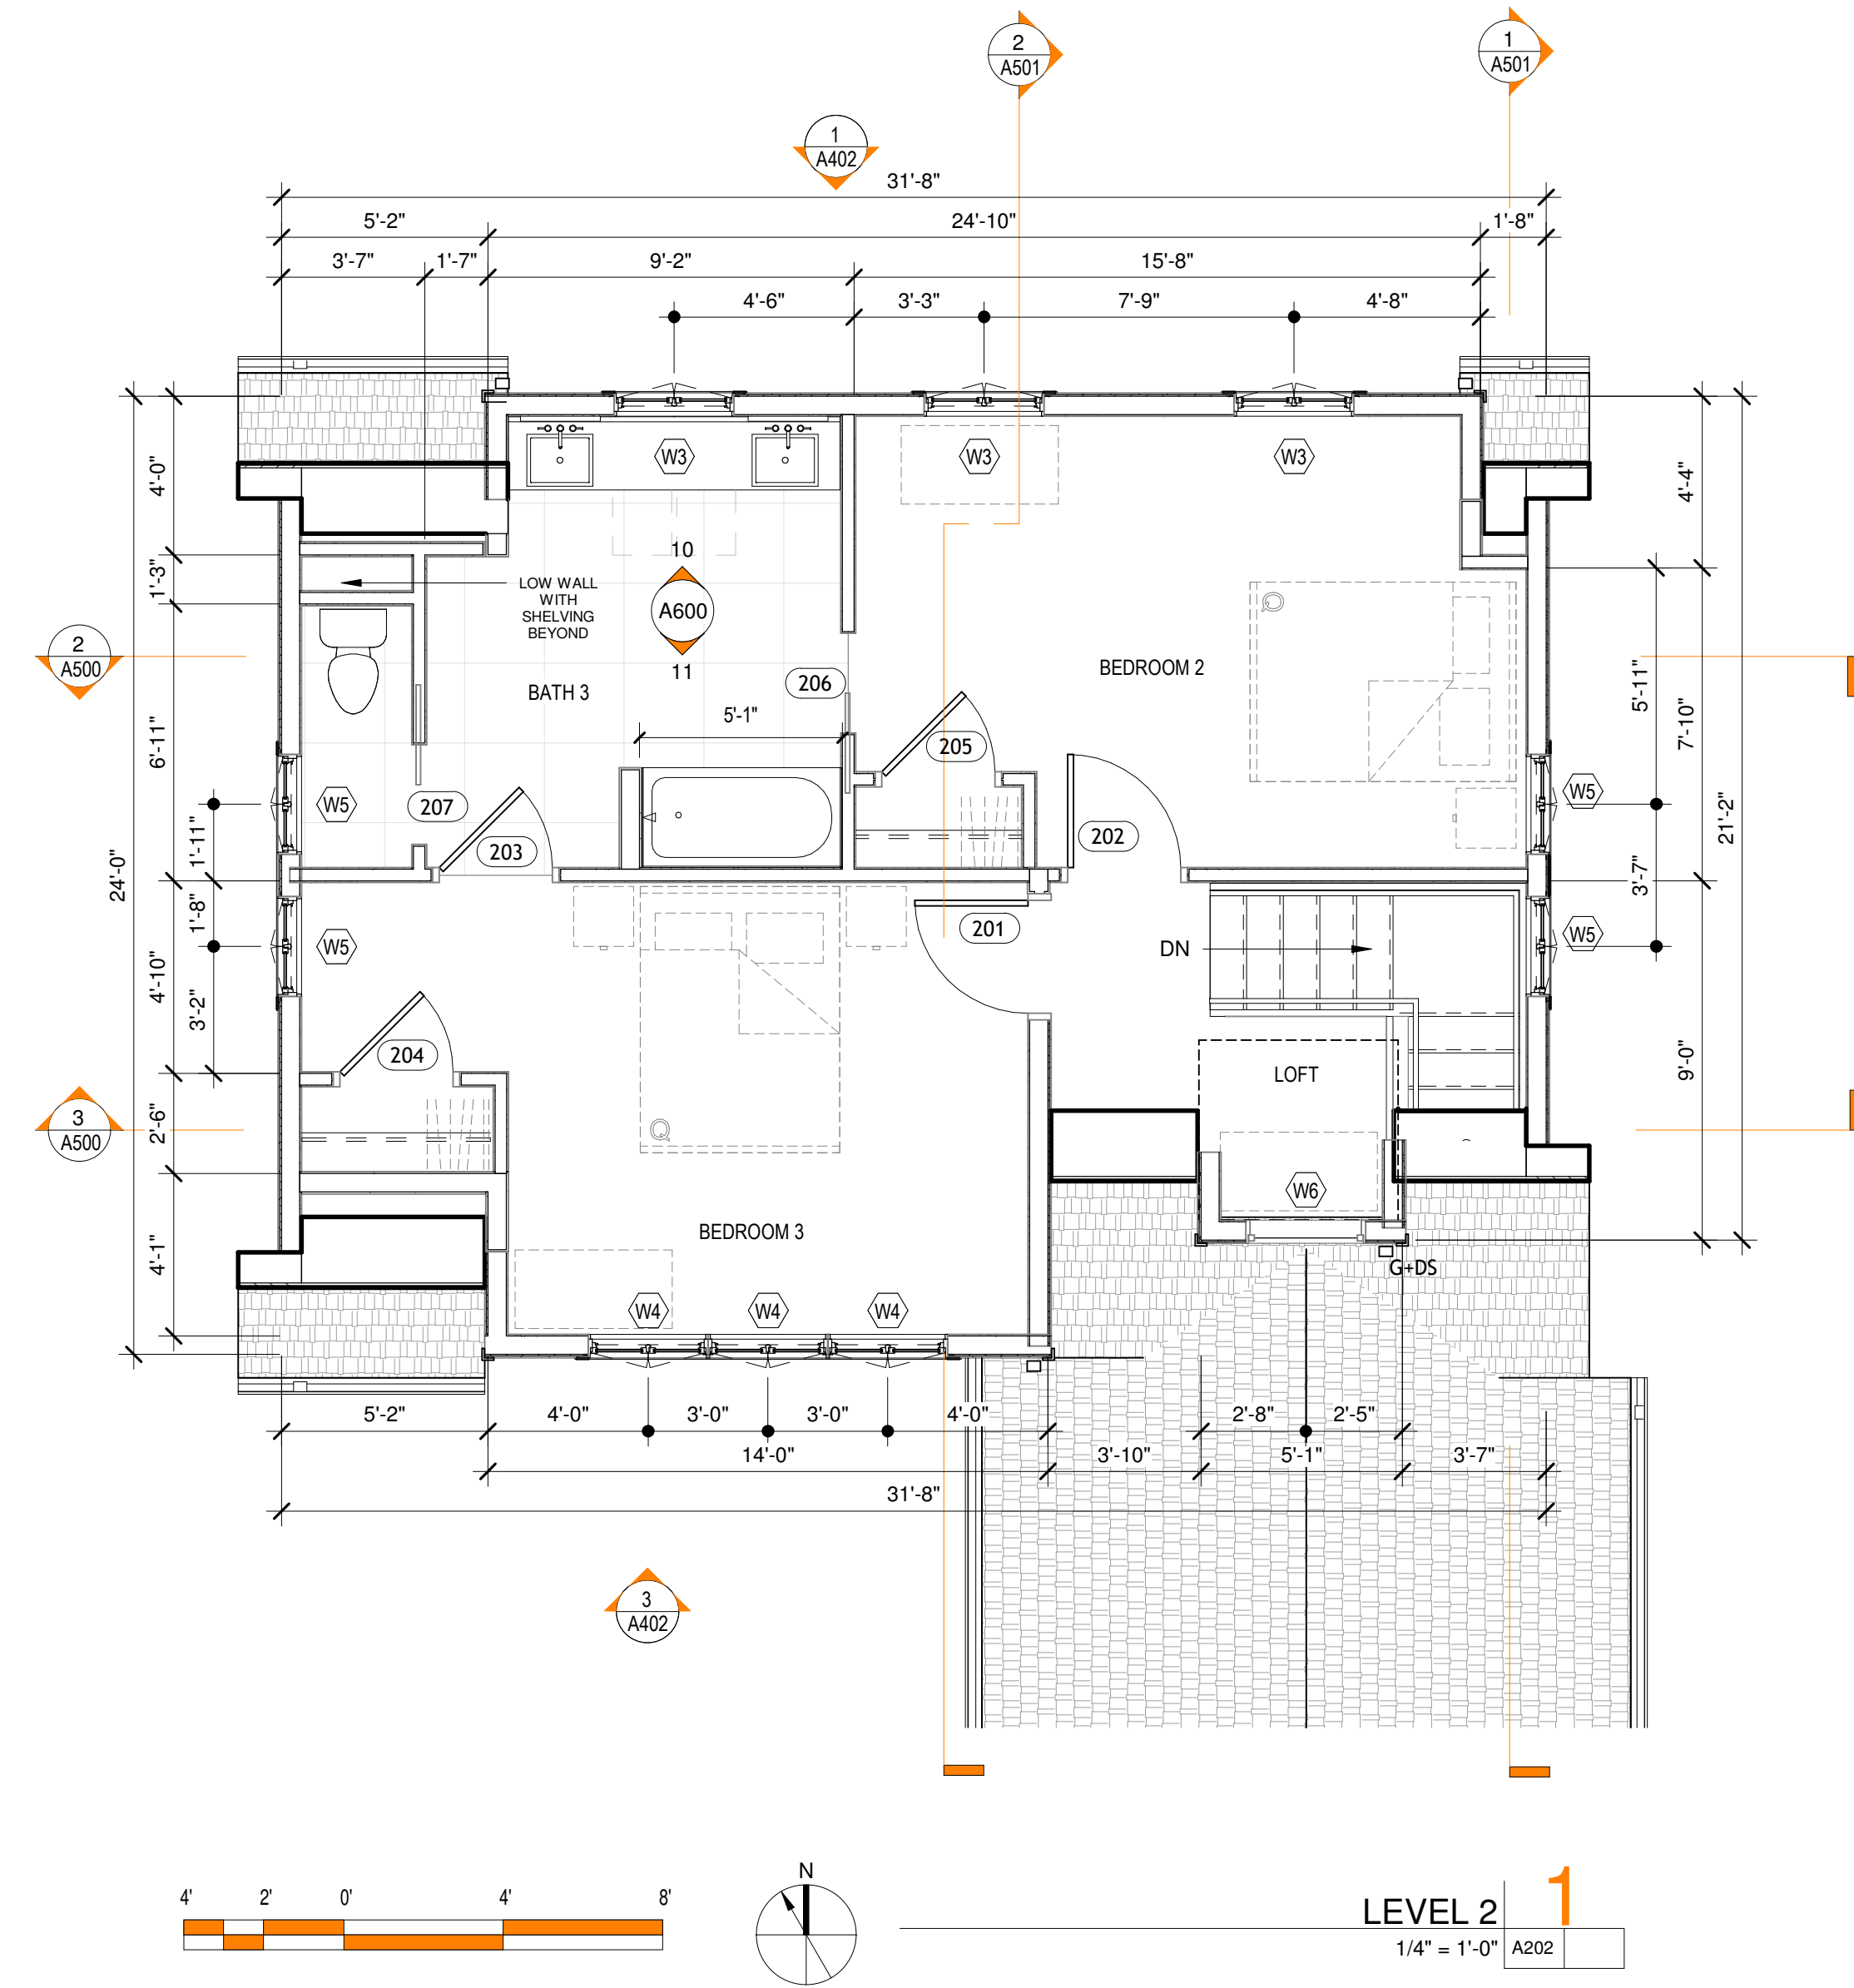 2
A501
1
A501
1
A402
31'-8"
5'-2"
24'-10"
1'-8"
3'-7"
1'-7"
9'-2"
15'-8"
4'-6"
3'-3"
7'-9"
4'-8"
W3
W3
W3
4'-0"
4'-4"
1'-3"
LOW WALL
WITH
SHELVING
BEYOND
10
A600
11
Q
2
A500
BATH 3
206
BEDROOM 2
5'-1"
205
5'-11"
7'-10"
6'-11"
W5
207
203
202
W5
1'-11"
24'-0"
21'-2"
3'-7"
1'-8"
W5
201
DN
W5
4'-10"
3'-2"
204
LOFT
9'-0"
3
A500
2'-6"
Q
W6
BEDROOM 3
4'-1"
G+DS
W4
W4
W4
5'-2"
4'-0"
3'-0"
3'-0"
4'-0"
2'-8"
2'-5"
14'-0"
3'-10"
5'-1"
3'-7"
31'-8"
3
A402
4'
2'
0'
4'
8'
N
LEVEL 2
1
1/4" = 1'-0"
A202